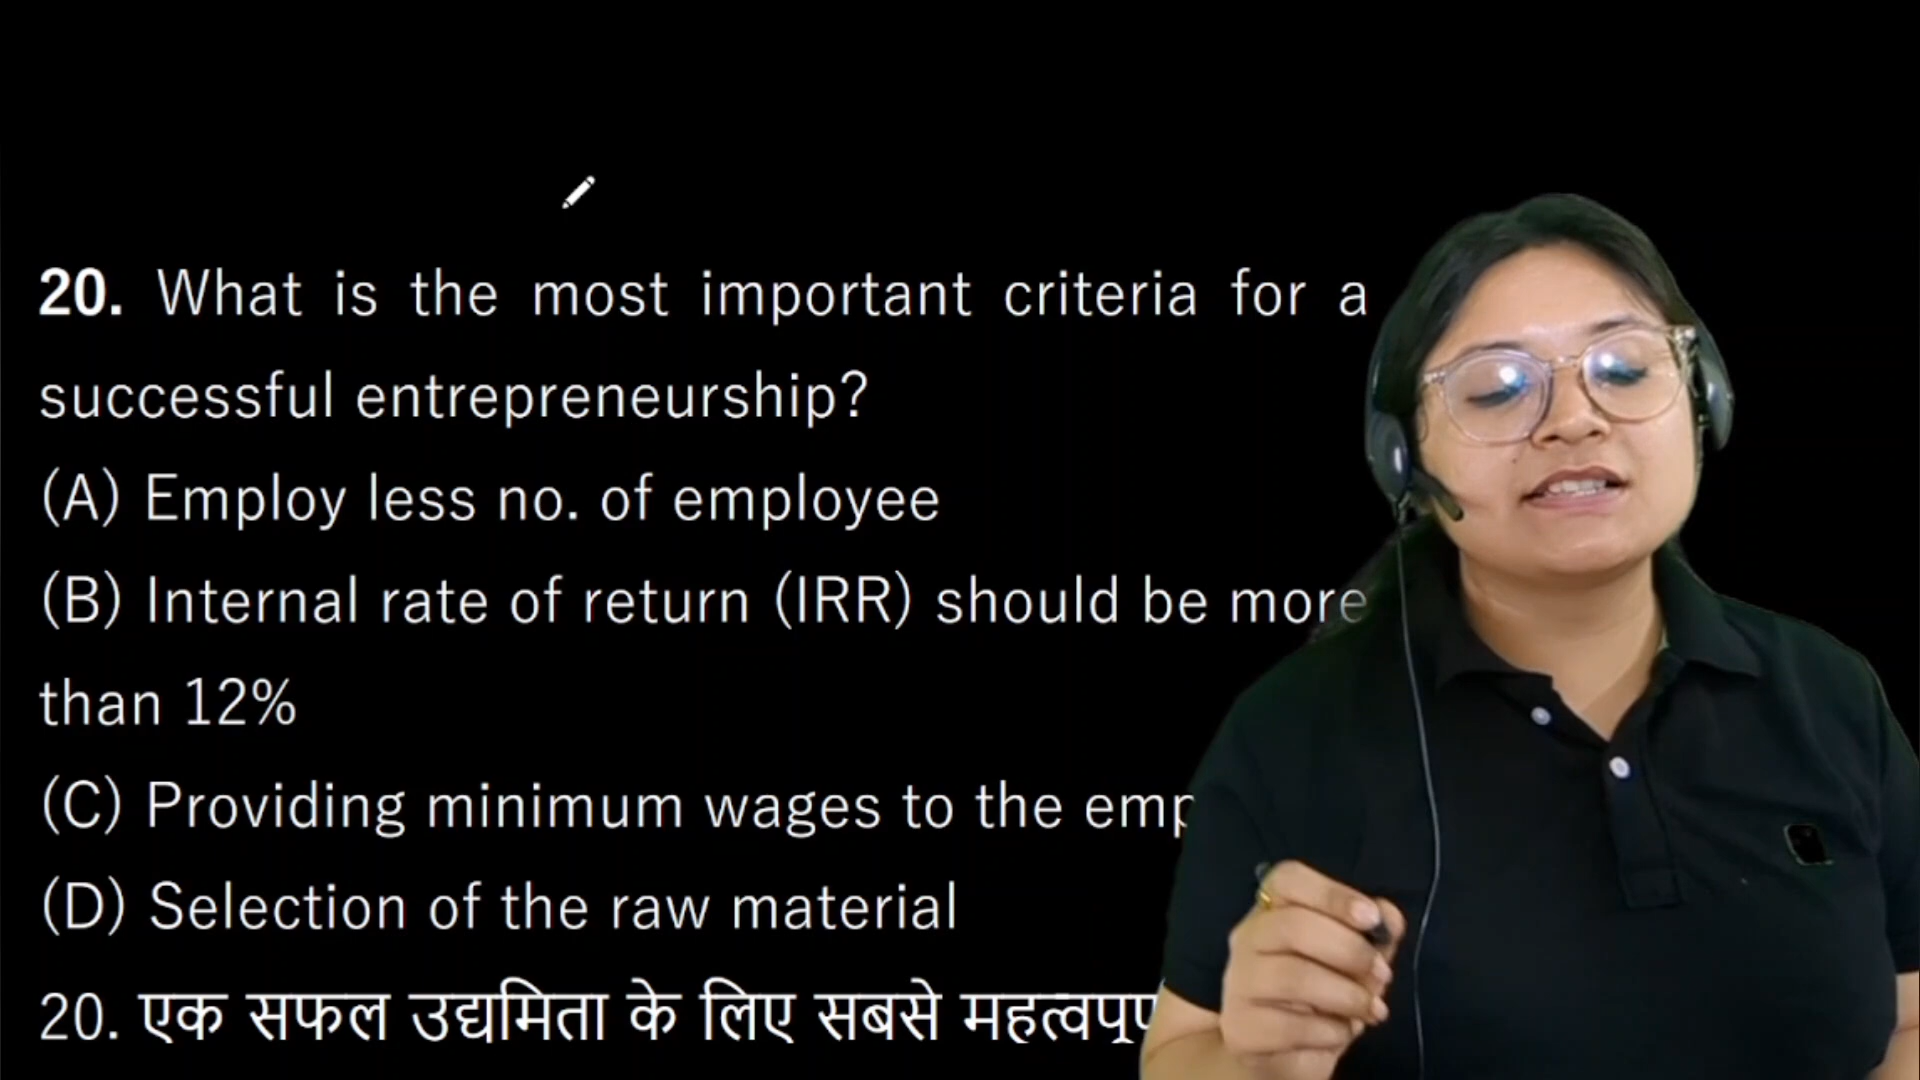 20. What is the most important criteria for a
successful entrepreneurship?
(A) Employ less no. of employee
(B) Internal rate of return (IRR) should be more
than 12%
(C) Providing minimum wages to the
(D) Selection of the raw material
20. एक सफल उद्यमिता के लिए सबसे